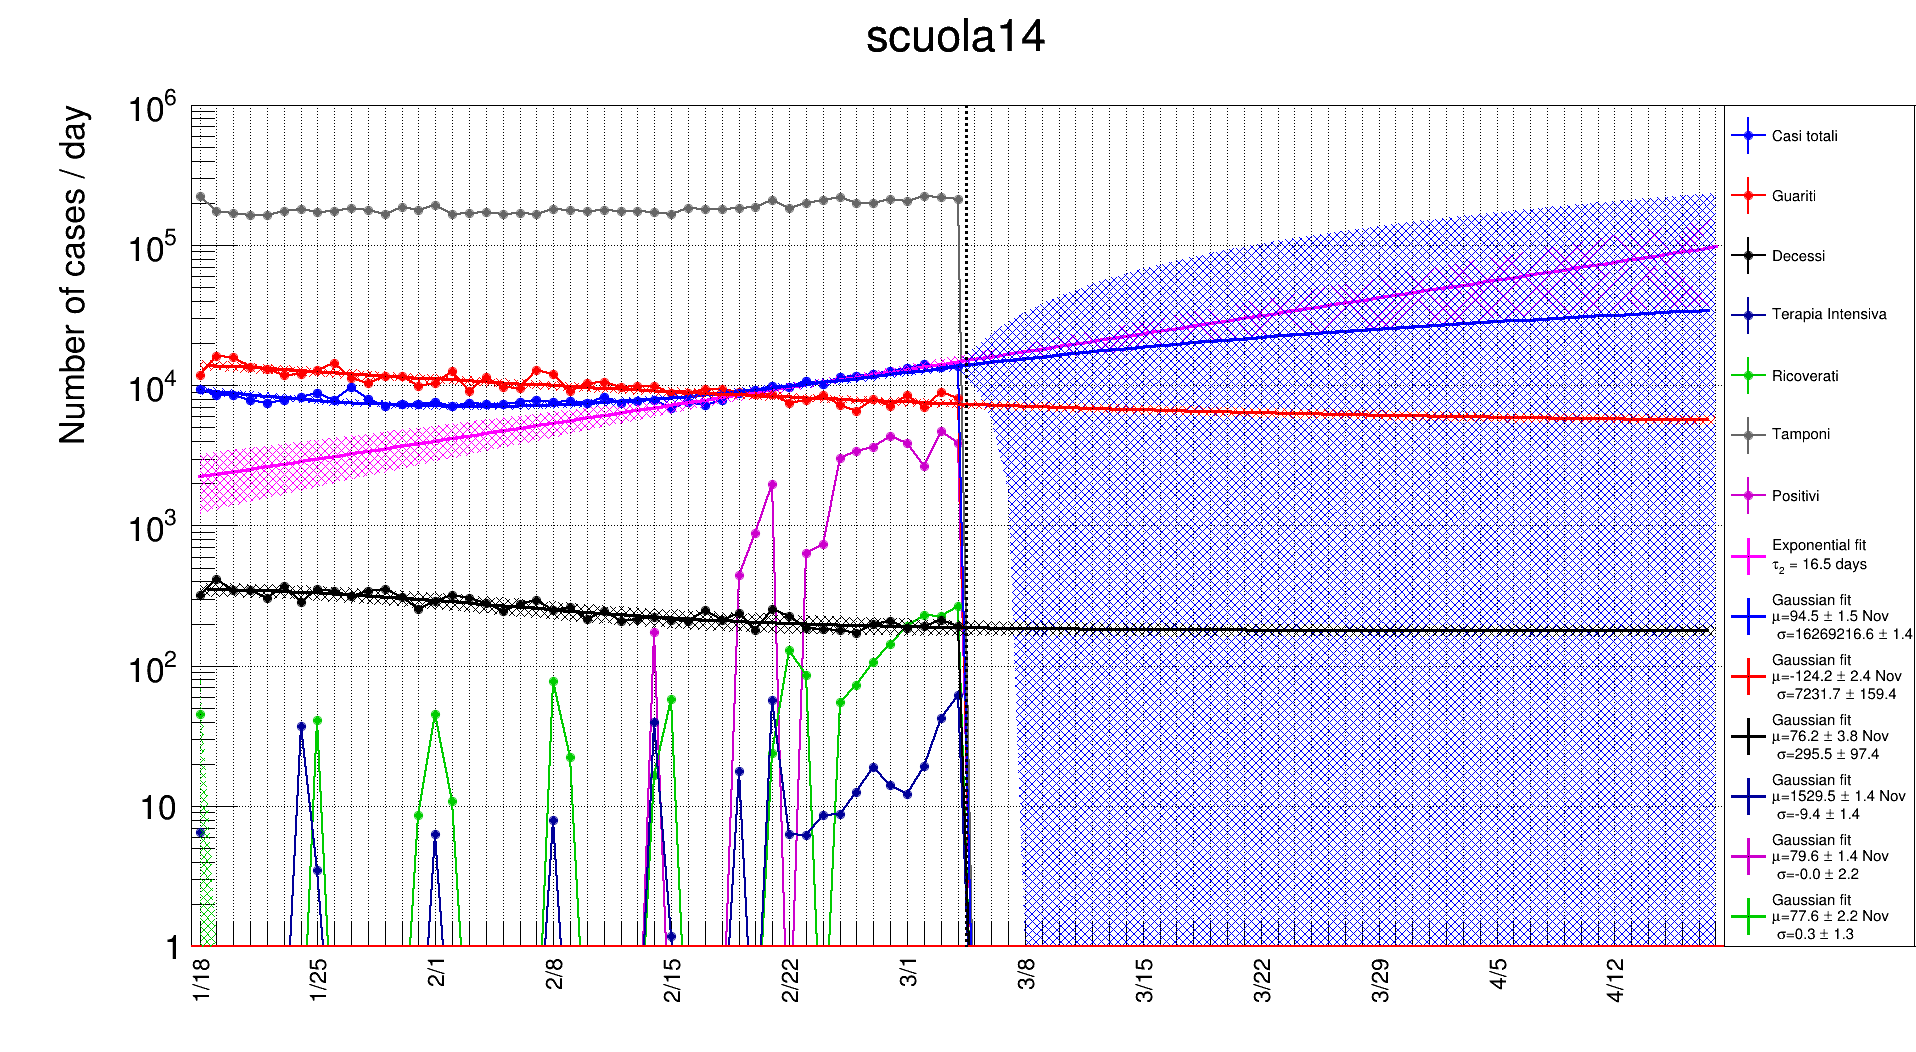 scuola14
Number of cases / day
10^6
10^5
10^4
10^3
10^2
10
1
1/18
1/25
2/1
2/8
2/15
2/22
3/1
3/8
3/15
3/22
3/29
4/5
4/12
Casi totali
Guariti
Decessi
Terapia Intensiva
Ricoverati
Tamponi
Positivi
Exponential fit
τ₂ = 16.5 days
Gaussian fit
μ=94.5 ± 1.5 Nov
σ=16269216.6 ± 1.4
Gaussian fit
μ=-124.2 ± 2.4 Nov
σ=7231.7 ± 159.4
Gaussian fit
μ=76.2 ± 3.8 Nov
σ=295.5 ± 97.4
Gaussian fit
μ=1529.5 ± 1.4 Nov
σ=-9.4 ± 1.4
Gaussian fit
μ=79.6 ± 1.4 Nov
σ=-0.0 ± 2.2
Gaussian fit
μ=77.6 ± 2.2 Nov
σ=0.3 ± 1.3